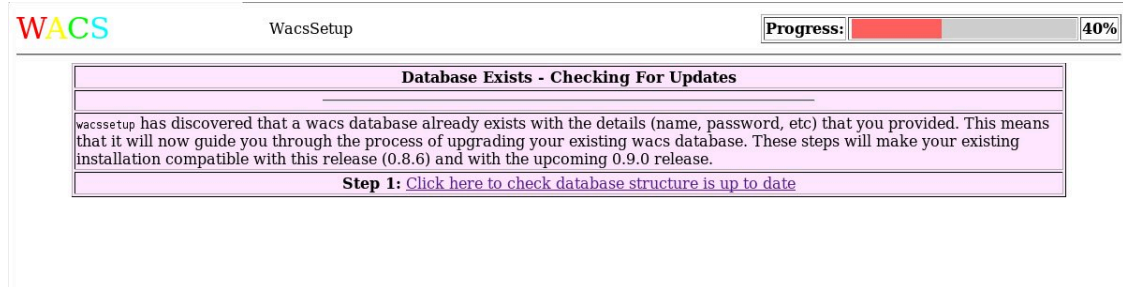 WACS WacsSetup Progress: 40%
Database Exists - Checking For Updates
wacssetup has discovered that a wacs database already exists with the details (name, password, etc) that you provided. This means
that it will now guide you through the process of upgrading your existing wacs database. These steps will make your existing
installation compatible with this release (0.8.6) and with the upcoming 0.9.0 release.
Step 1: Click here to check database structure is up to date